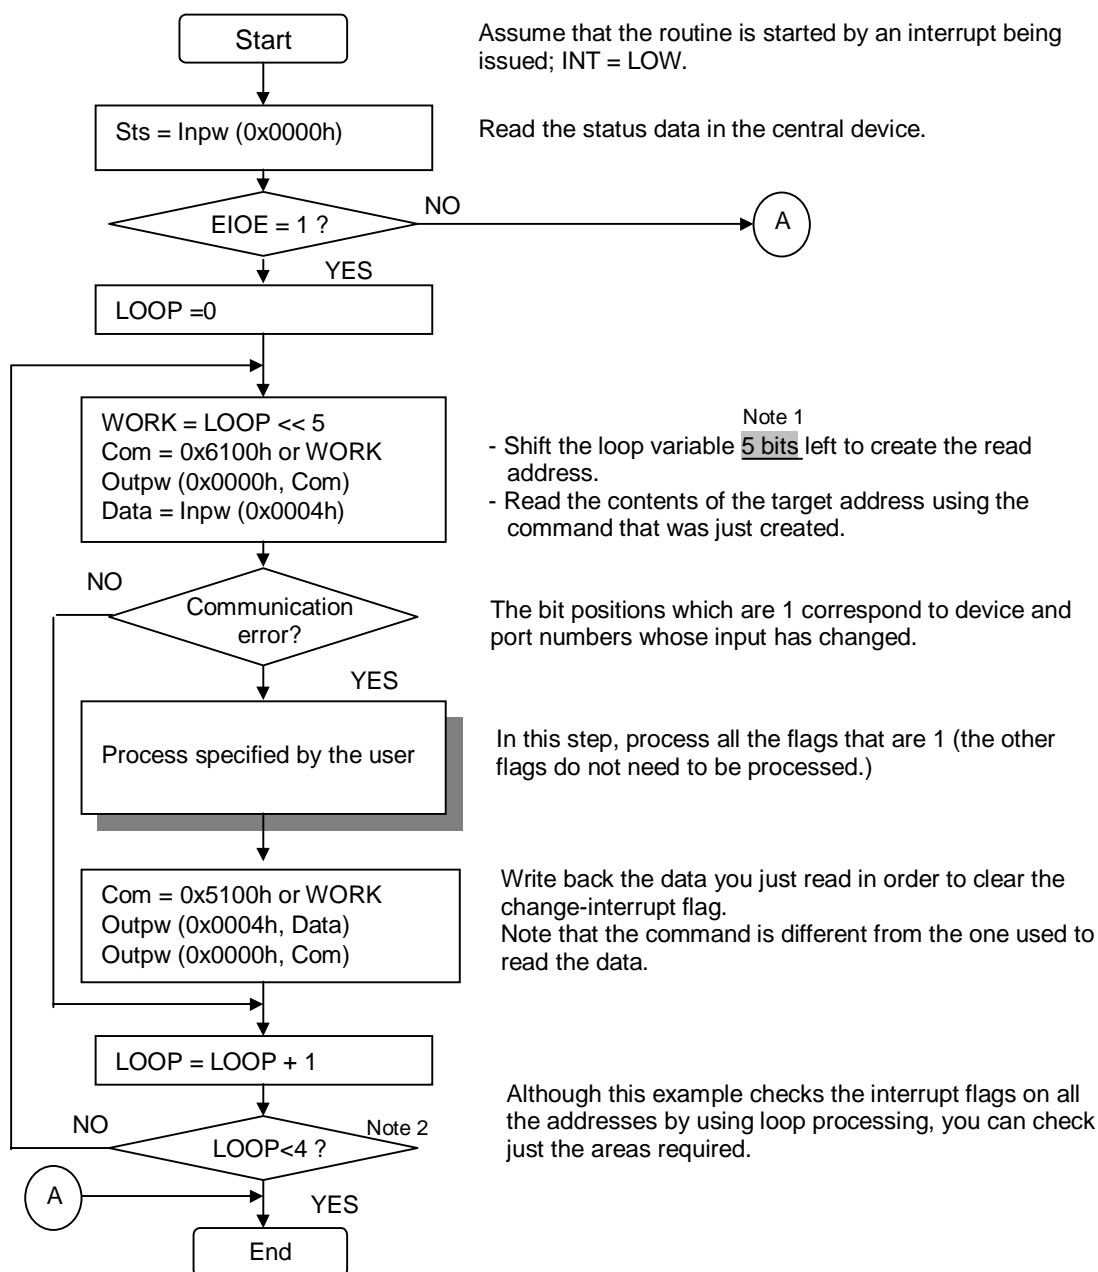 Start
Assume that the routine is started by an interrupt being
issued; INT = LOW.
Sts = Inpw (0x0000h)
Read the status data in the central device.
EIOE = 1 ?
NO
A
YES
LOOP =0
WORK = LOOP << 5
Com = 0x6100h or WORK
Outpw (0x0000h, Com)
Data = Inpw (0x0004h)
Note 1
- Shift the loop variable 5 bits left to create the read
address.
- Read the contents of the target address using the
command that was just created.
NO
Communication
error?
The bit positions which are 1 correspond to device and
port numbers whose input has changed.
YES
Process specified by the user
In this step, process all the flags that are 1 (the other
flags do not need to be processed.)
Com = 0x5100h or WORK
Outpw (0x0004h, Data)
Outpw (0x0000h, Com)
Write back the data you just read in order to clear the
change-interrupt flag.
Note that the command is different from the one used to
read the data.
LOOP = LOOP + 1
Although this example checks the interrupt flags on all
the addresses by using loop processing, you can check
just the areas required.
NO
LOOP<4 ?
Note 2
A
YES
End